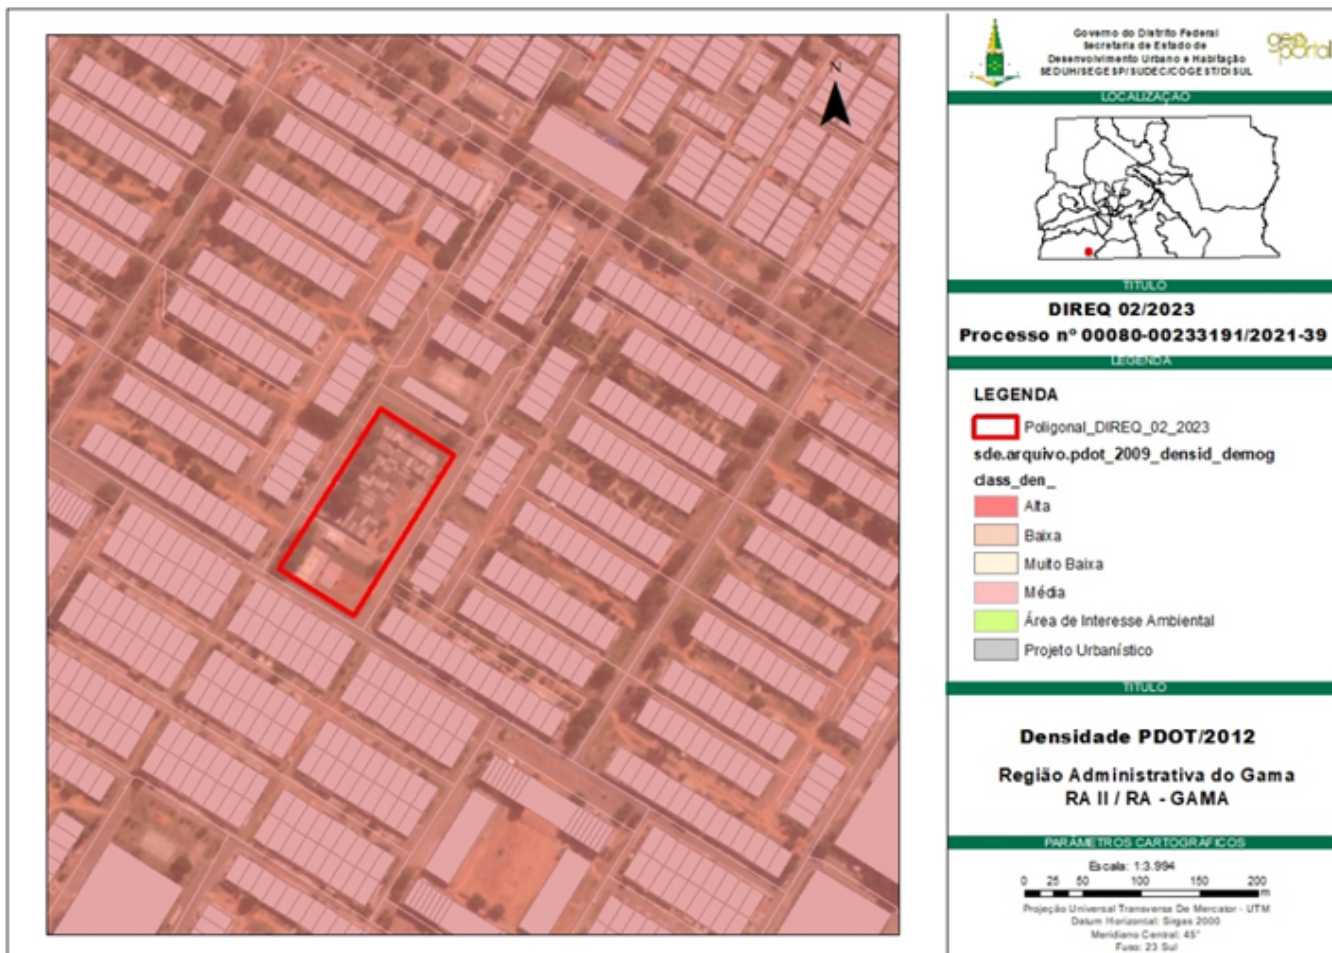 N
Governo do Distrito Federal
Secretaria de Estado de
Desenvolvimento Urbano e Habitação
SEDUH/SEGESP/SUDEC/COGEST/DISUL
geo
portal
LOCALIZAÇÃO
TITULO
DIREQ 02/2023
Processo nº 00080-00233191/2021-39
LEGENDA
LEGENDA
Poligonal_DIREQ_02_2023
sde.arquivo.pdot_2009_densid_demog
class_den_
Alta
Baixa
Muito Baixa
Média
Área de Interesse Ambiental
Projeto Urbanístico
TITULO
Densidade PDOT/2012
Região Administrativa do Gama
RA II / RA - GAMA
PARÂMETROS CARTOGRÁFICOS
Escala: 1:3.994
0 25 50 100 150 200
m
Projeção Universal Transversa De Mercator - UTM
Datum Horizontal: Sirgas 2000
Meridiano Central: 45°
Fuso: 23 Sul